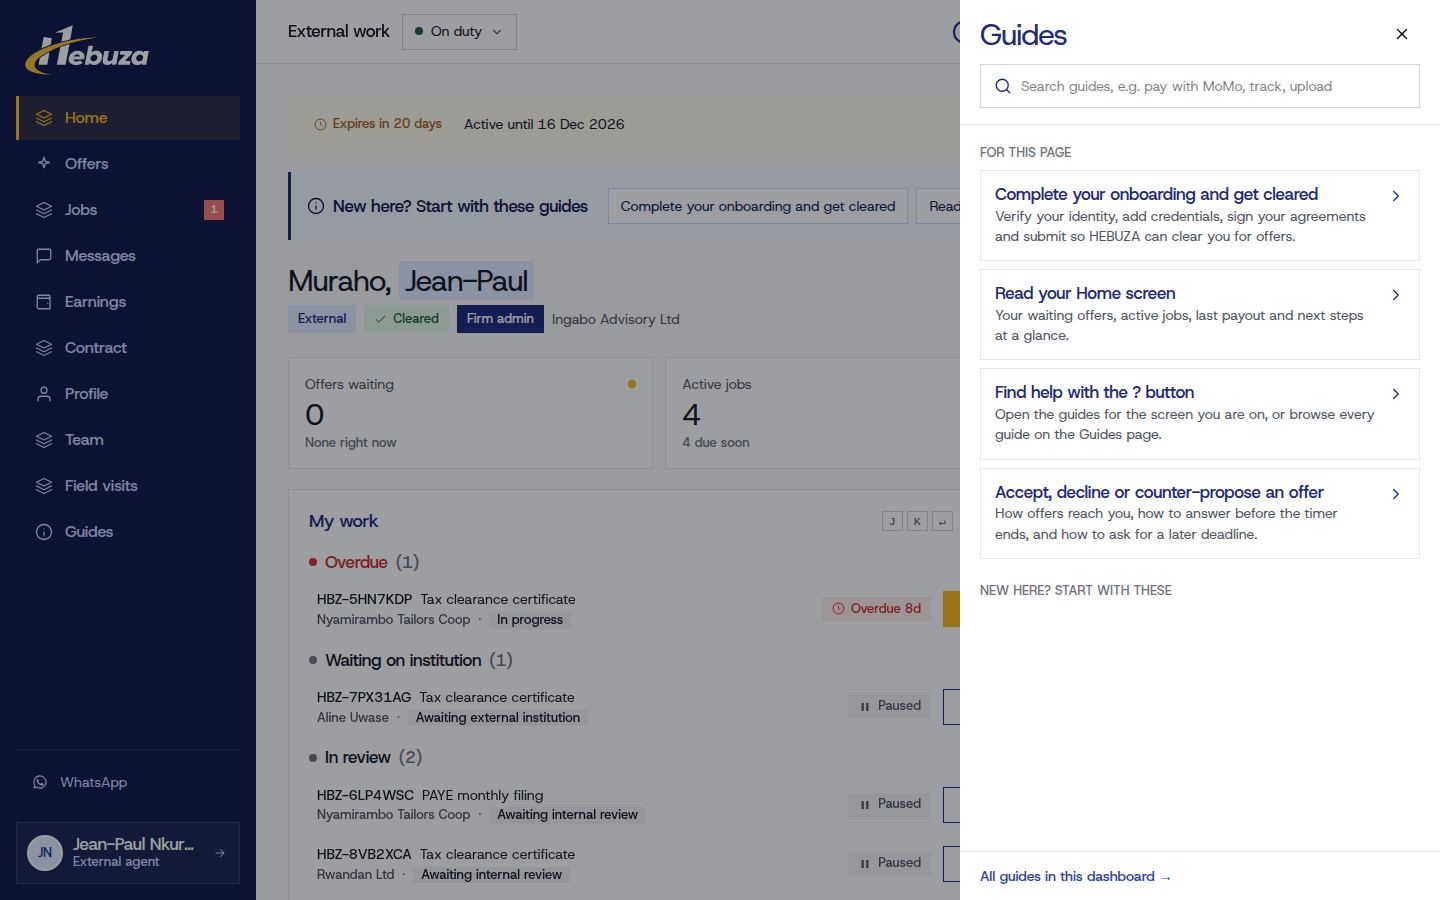 Hebuza
Home
Offers
Jobs
1
Messages
Earnings
Contract
Profile
Team
Field visits
Guides
WhatsApp
JN
Jean-Paul Nkur...
External agent
→
External work
On duty
Expires in 20 days
Active until 16 Dec 2026
New here? Start with these guides
Complete your onboarding and get cleared
Read
Muraho, Jean-Paul
External
Cleared
Firm admin
Ingabo Advisory Ltd
Offers waiting
0
None right now
Active jobs
4
4 due soon
My work
J K ↵
Overdue (1)
HBZ-5HN7KDP Tax clearance certificate
Nyamirambo Tailors Coop · In progress
Overdue 8d
Waiting on institution (1)
HBZ-7PX31AG Tax clearance certificate
Aline Uwase · Awaiting external institution
Paused
In review (2)
HBZ-6LP4WSC PAYE monthly filing
Nyamirambo Tailors Coop · Awaiting internal review
Paused
HBZ-8VB2XCA Tax clearance certificate
Rwandan Ltd · Awaiting internal review
Paused
Guides
Search guides, e.g. pay with MoMo, track, upload
FOR THIS PAGE
Complete your onboarding and get cleared
Verify your identity, add credentials, sign your agreements
and submit so HEBUZA can clear you for offers.
Read your Home screen
Your waiting offers, active jobs, last payout and next steps
at a glance.
Find help with the ? button
Open the guides for the screen you are on, or browse every
guide on the Guides page.
Accept, decline or counter-propose an offer
How offers reach you, how to answer before the timer
ends, and how to ask for a later deadline.
NEW HERE? START WITH THESE
All guides in this dashboard →